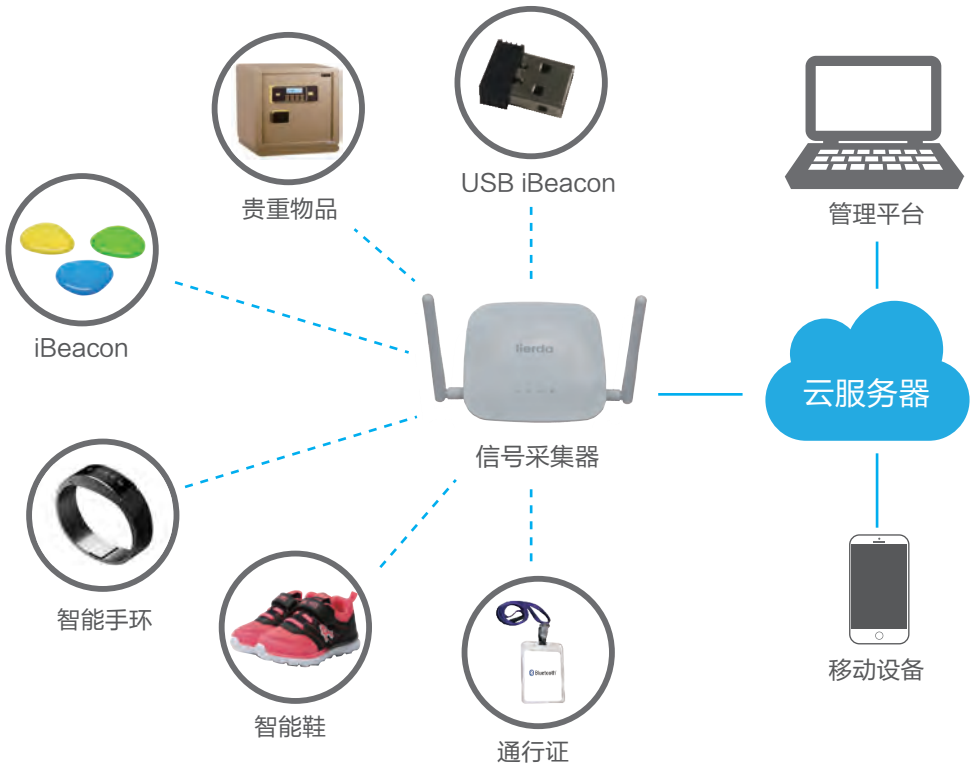 USB iBeacon
贵重物品
管理平台
iBeacon
lierda
云服务器
信号采集器
智能手环
Bluetooth
智能鞋
移动设备
通行证